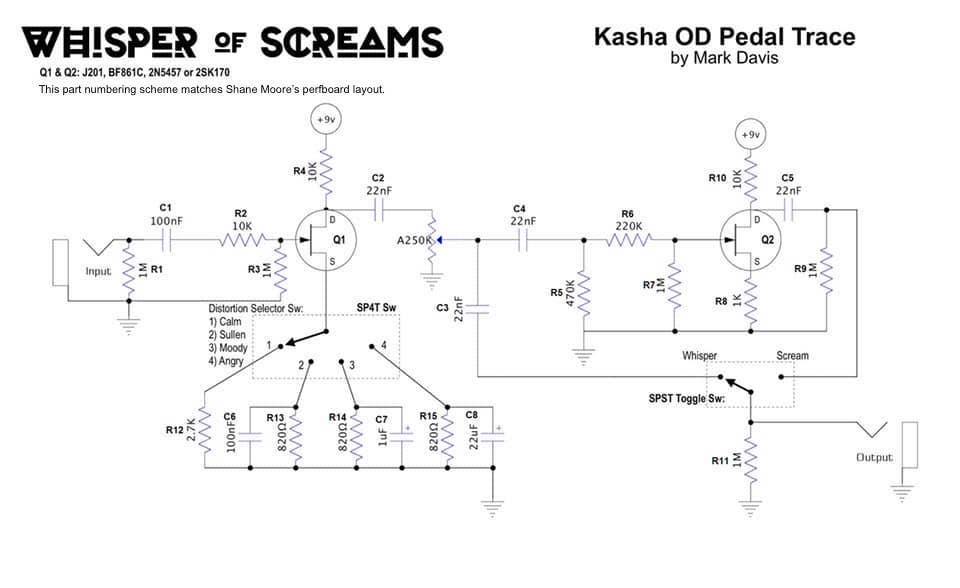 WHISPER OF SCREAMS
Kasha OD Pedal Trace
by Mark Davis
Q1 & Q2: J201, BF861C, 2N5457 or 2SK170
This part numbering scheme matches Shane Moore's perfboard layout.
+9v
R4
10K
C2
22nF
D
Q1
S
C1
100nF
R2
10K
Input
1M
R1
R3
1M
A250K
C4
22nF
R6
220K
+9v
R10
10K
C5
22nF
D
Q2
S
R5
470K
R7
1M
R8
1K
R9
1M
C3
22nF
Distortion Selector Sw:
1) Calm
2) Sullen
3) Moody
4) Angry
SP4T Sw
1
2
3
4
Whisper
Scream
SPST Toggle Sw:
R12
2.7K
C6
100nF
R13
820Ω
R14
820Ω
C7
1uF
+
R15
820Ω
C8
22uF
+
R11
1M
Output